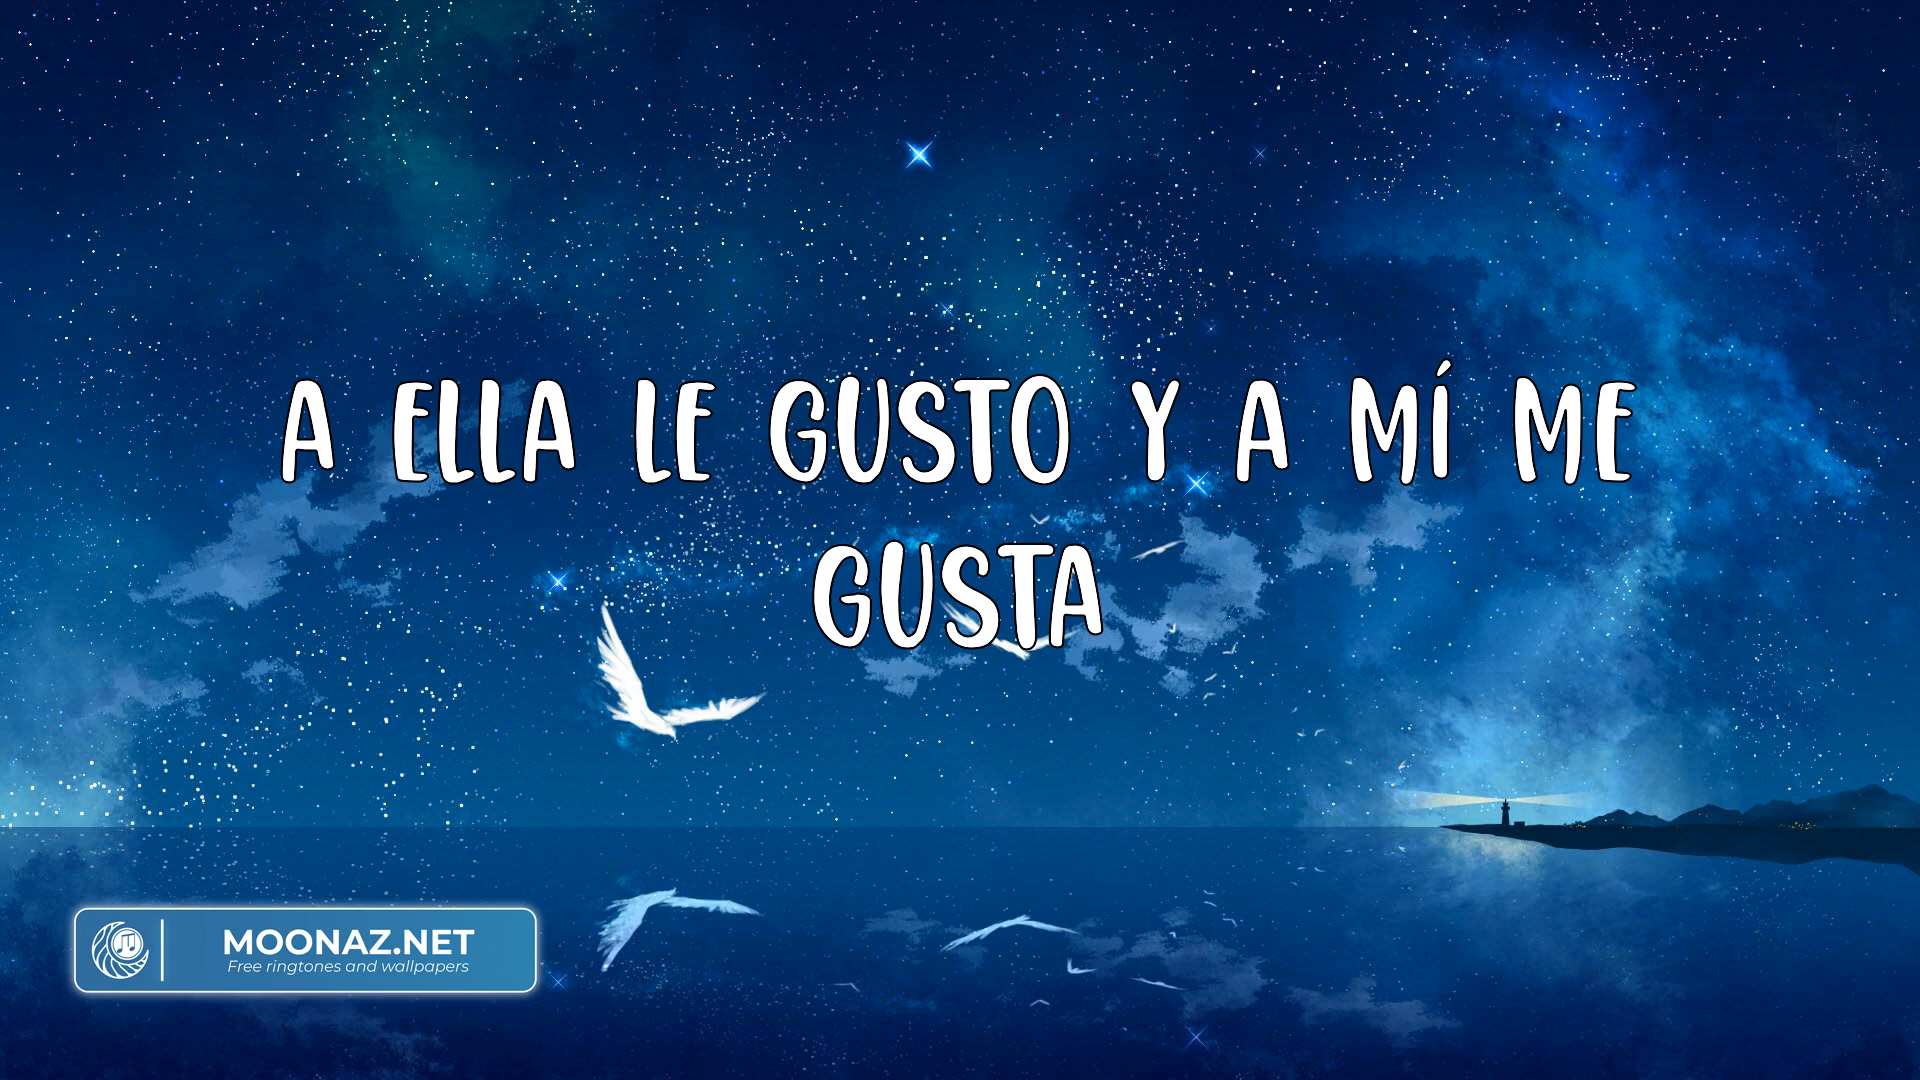 A ELLA LE GUSTO Y A MÍ ME
GUSTA
MOONAZ.NET
Free ringtones and wallpapers